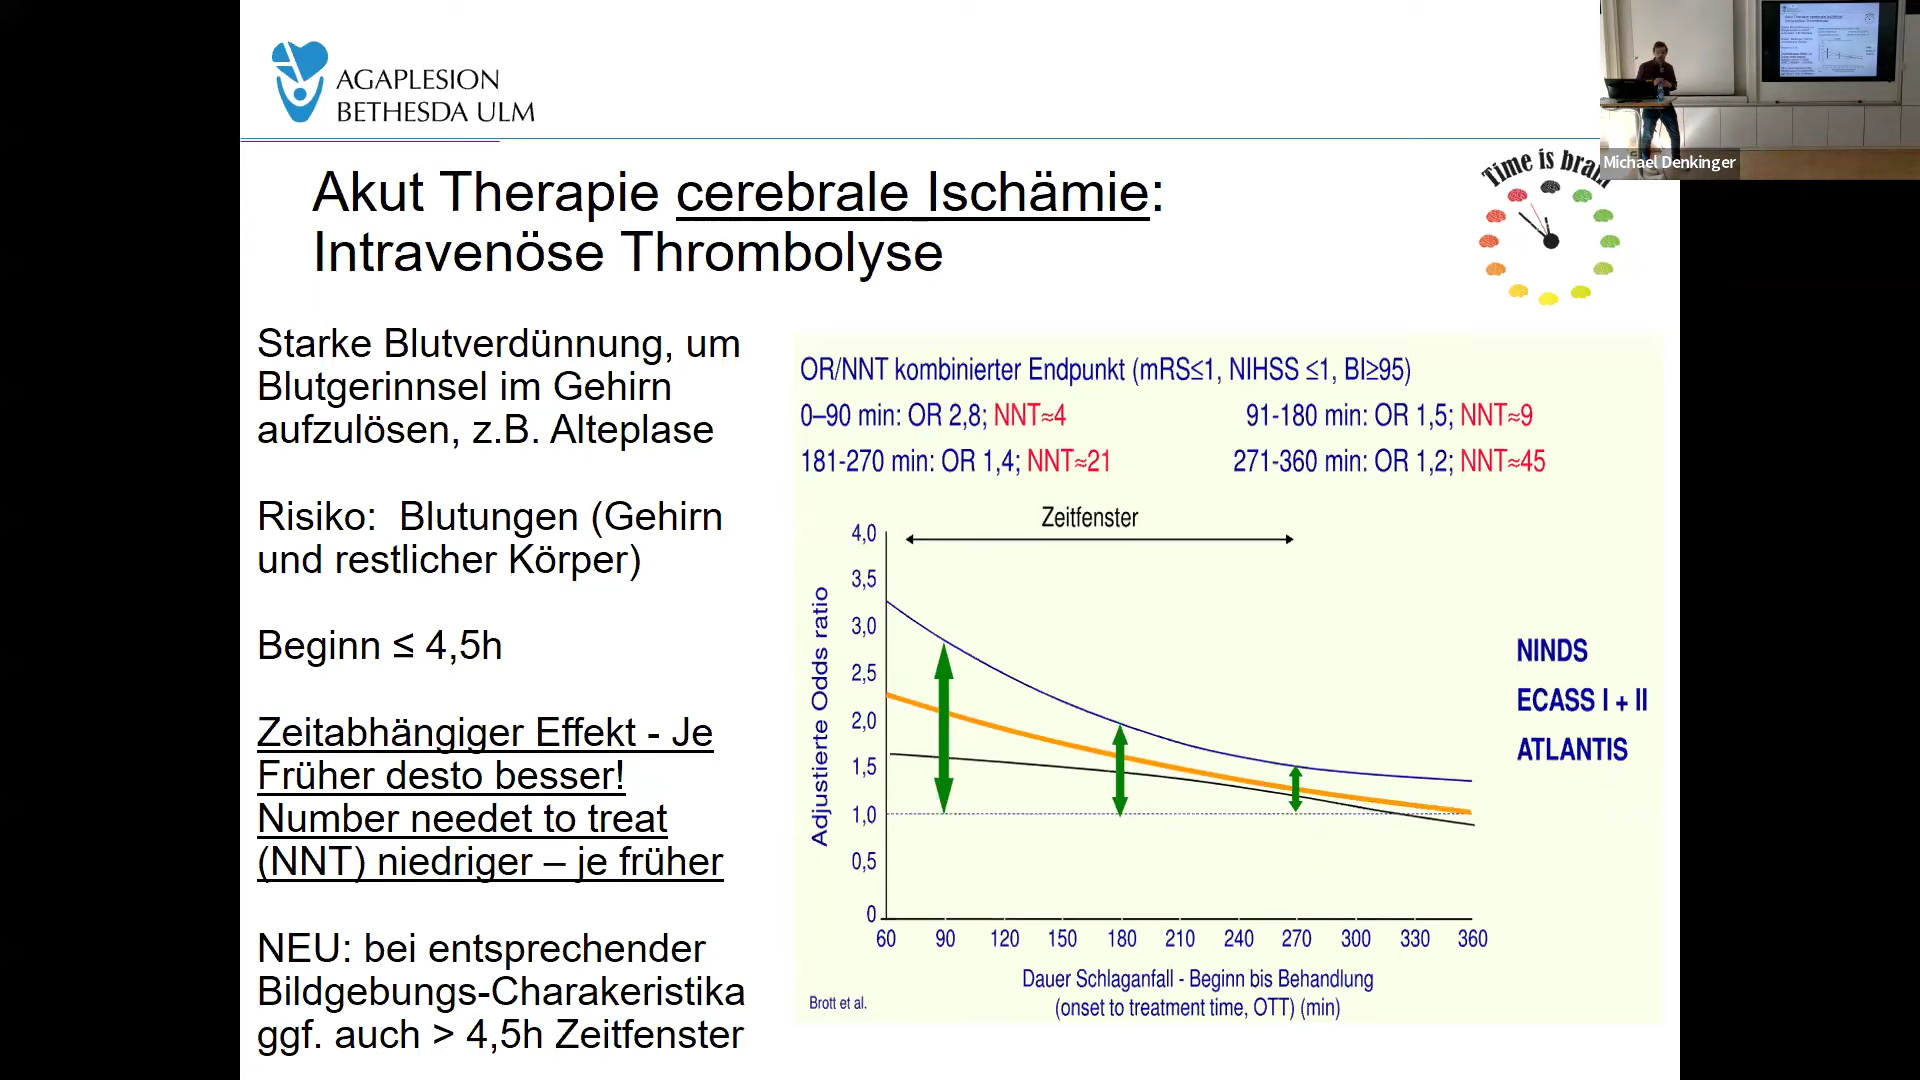 AGAPLESION
BETHESDA ULM
Michael Denkinger
Time is brain
Akut Therapie cerebrale Ischämie:
Intravenöse Thrombolyse
Starke Blutverdünnung, um
Blutgerinnsel im Gehirn
aufzulösen, z.B. Alteplase
Risiko:  Blutungen (Gehirn
und restlicher Körper)
Beginn ≤ 4,5h
Zeitabhängiger Effekt - Je
Früher desto besser!
Number needet to treat
(NNT) niedriger – je früher
NEU: bei entsprechender
Bildgebungs-Charakeristika
ggf. auch > 4,5h Zeitfenster
OR/NNT kombinierter Endpunkt (mRS≤1, NIHSS ≤1, BI≥95)
0–90 min: OR 2,8; NNT≈4 91-180 min: OR 1,5; NNT≈9
181-270 min: OR 1,4; NNT≈21 271-360 min: OR 1,2; NNT≈45
Zeitfenster
Adjustierte Odds ratio
4,0
3,5
3,0
2,5
2,0
1,5
1,0
0,5
0
60 90 120 150 180 210 240 270 300 330 360
Dauer Schlaganfall - Beginn bis Behandlung
(onset to treatment time, OTT) (min)
Brott et al.
NINDS
ECASS I + II
ATLANTIS